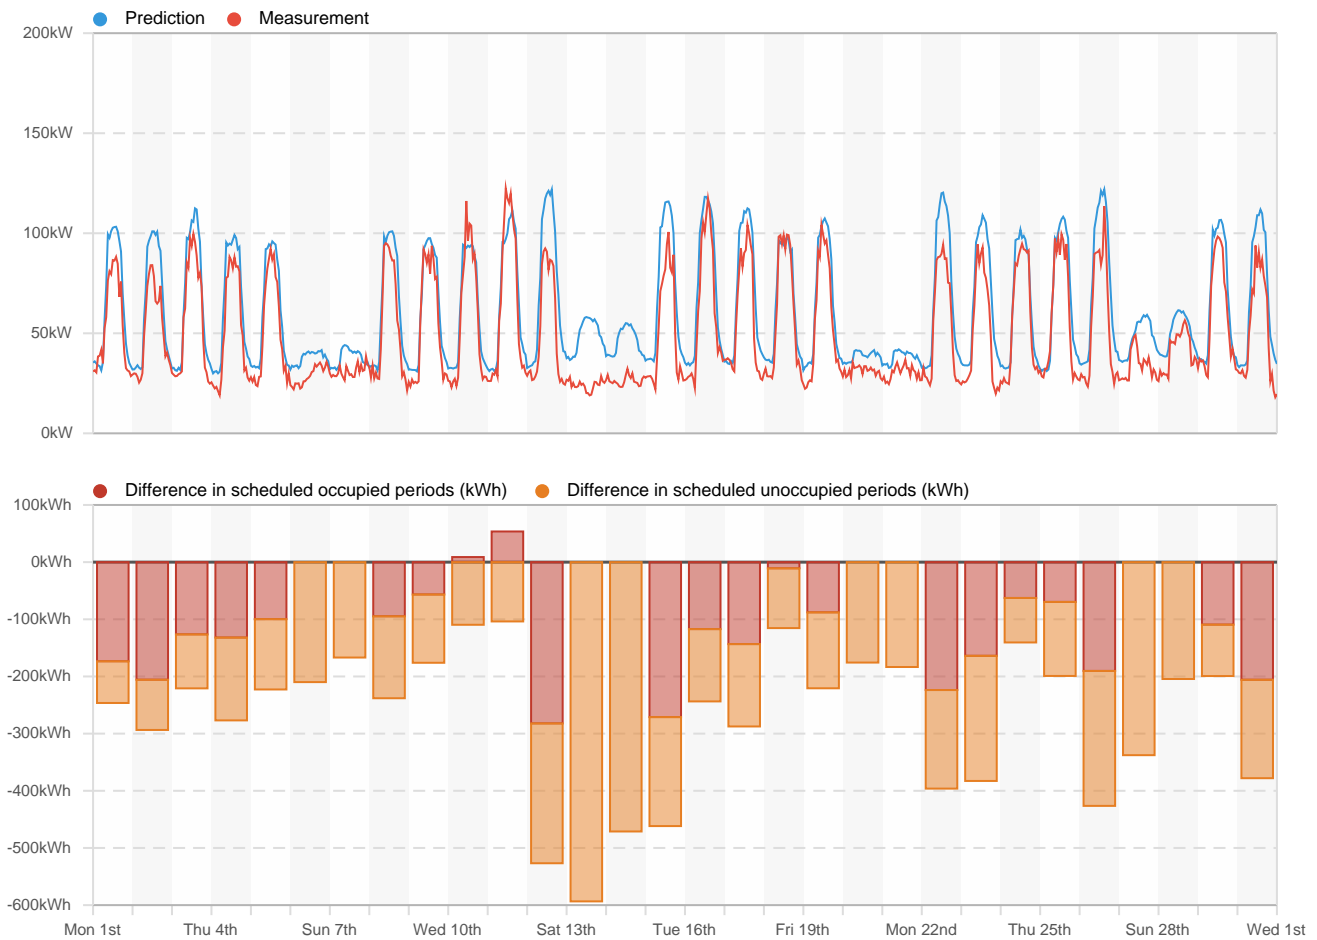 Prediction Measurement
200kW
150kW
100kW
50kW
0kW
Difference in scheduled occupied periods (kWh) Difference in scheduled unoccupied periods (kWh)
100kWh
0kWh
-100kWh
-200kWh
-300kWh
-400kWh
-500kWh
-600kWh
Mon 1st Thu 4th Sun 7th Wed 10th Sat 13th Tue 16th Fri 19th Mon 22nd Thu 25th Sun 28th Wed 1st